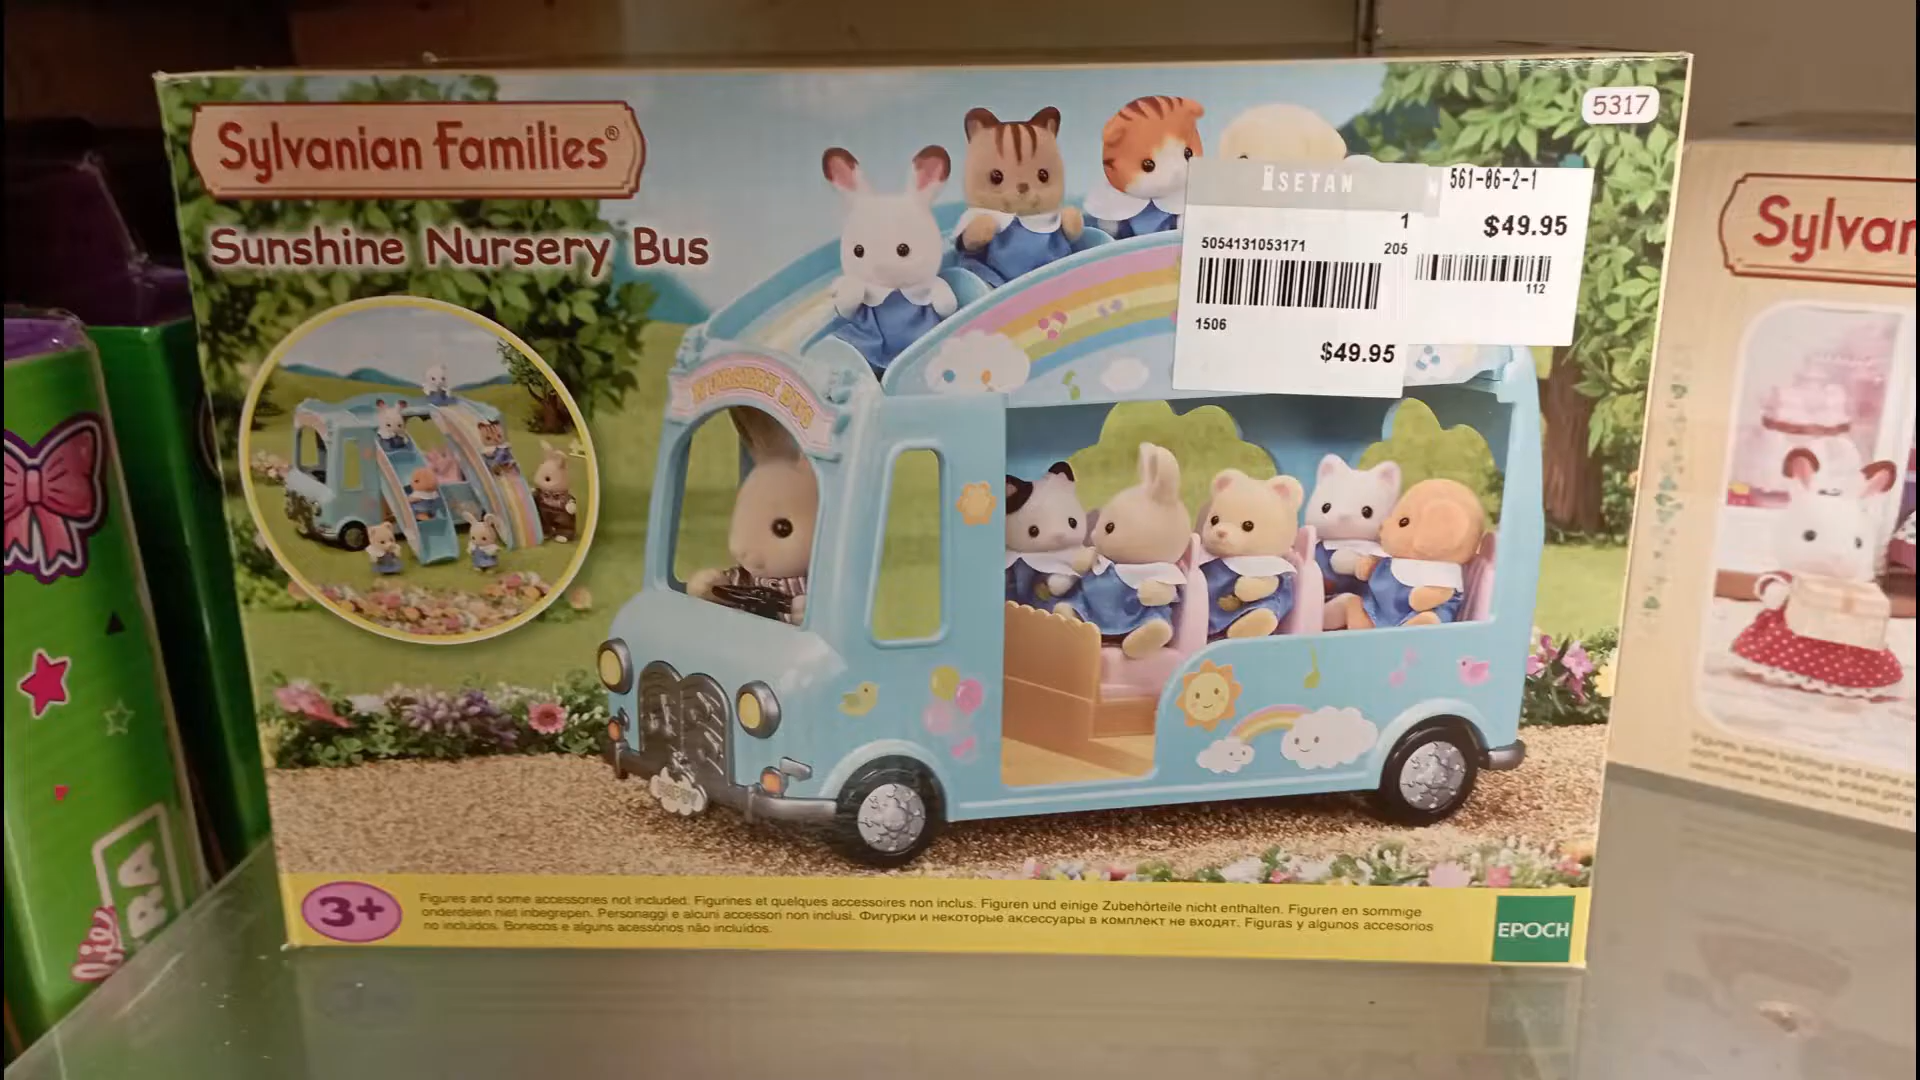 Sylvanian Families®
Sunshine Nursery Bus
5317
ISETAN
561-86-2-1
1
$49.95
5054131053171
205
112
1506
$49.95
NURSERY BUS
3+
Figures and some accessories not included. Figurines et quelques accessoires non inclus. Figuren und einige Zubehörteile nicht enthalten. Figuren en sommige
onderdelen niet inbegrepen. Personaggi e alcuni accessori non inclusi. Фигурки и некоторые аксессуары в комплект не входят. Figuras y algunos accesorios
no incluidos. Bonecos e alguns acessórios não incluídos.
EPOCH
Sylvan
RA